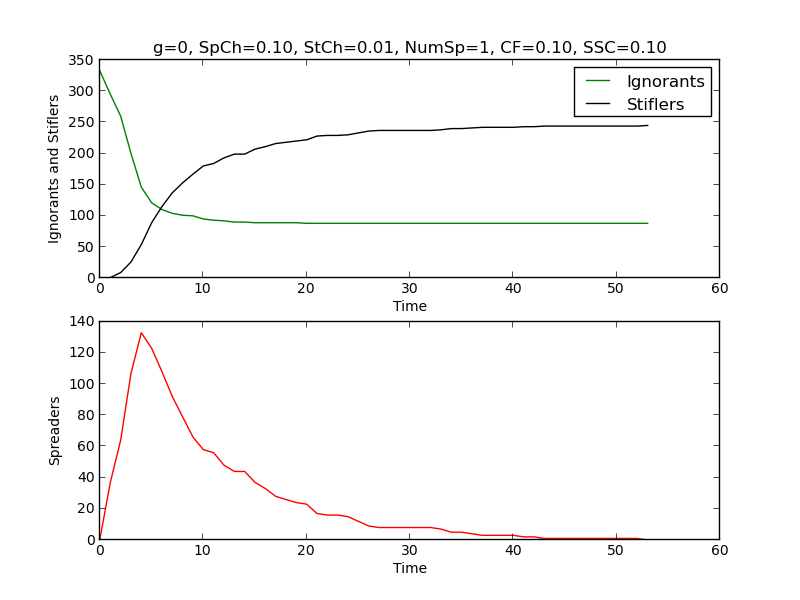 g=0, SpCh=0.10, StCh=0.01, NumSp=1, CF=0.10, SSC=0.10
350
300
250
200
150
100
50
0
Ignorants and Stiflers
Ignorants
Stiflers
0 10 20 30 40 50 60
Time
140
120
100
80
60
40
20
0
Spreaders
0 10 20 30 40 50 60
Time